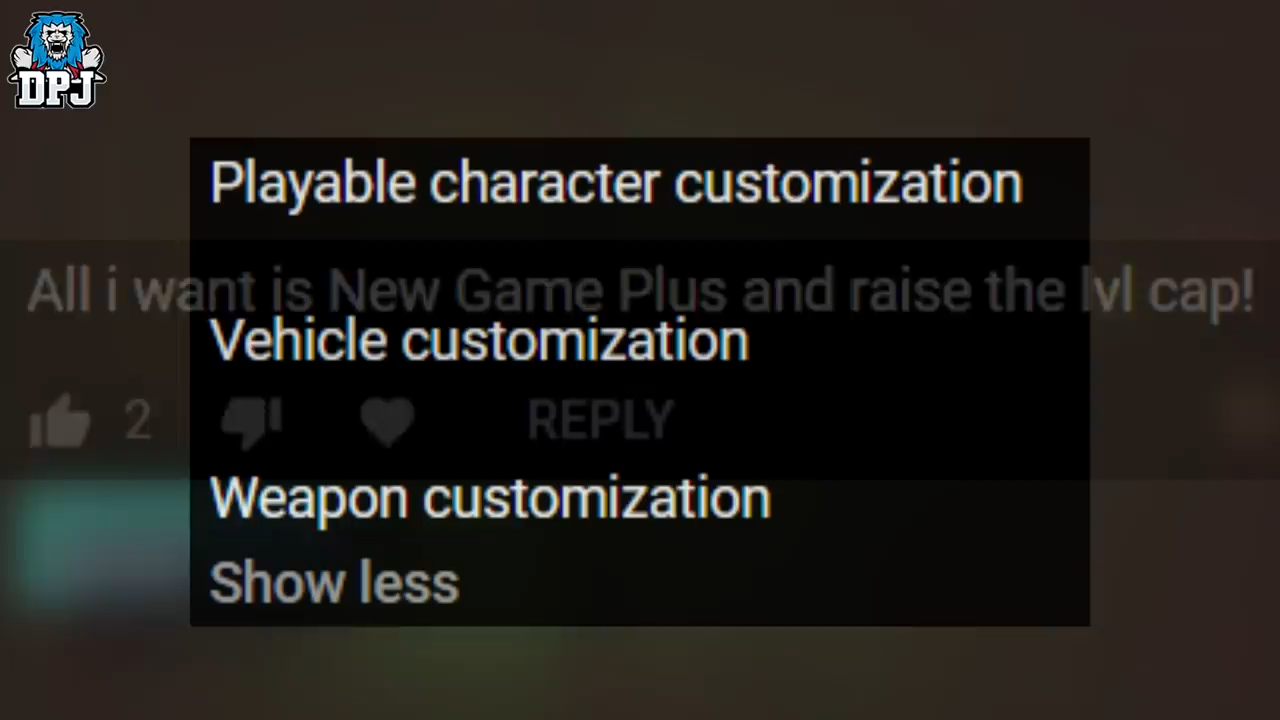 DPJ
Playable character customization
All i want is New Game Plus and raise the lvl cap!
Vehicle customization
2
REPLY
Weapon customization
Show less